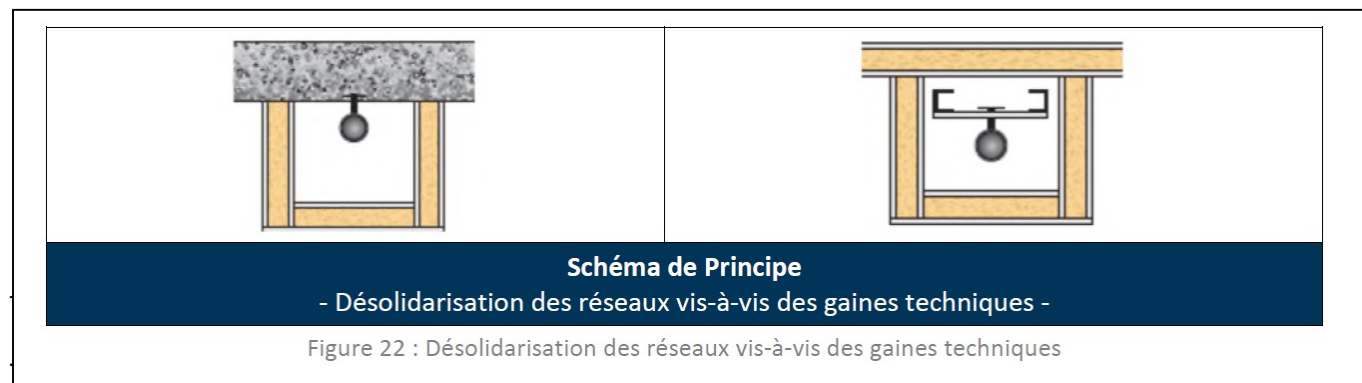 Schéma de Principe
- Désolidarisation des réseaux vis-à-vis des gaines techniques -
Figure 22 : Désolidarisation des réseaux vis-à-vis des gaines techniques